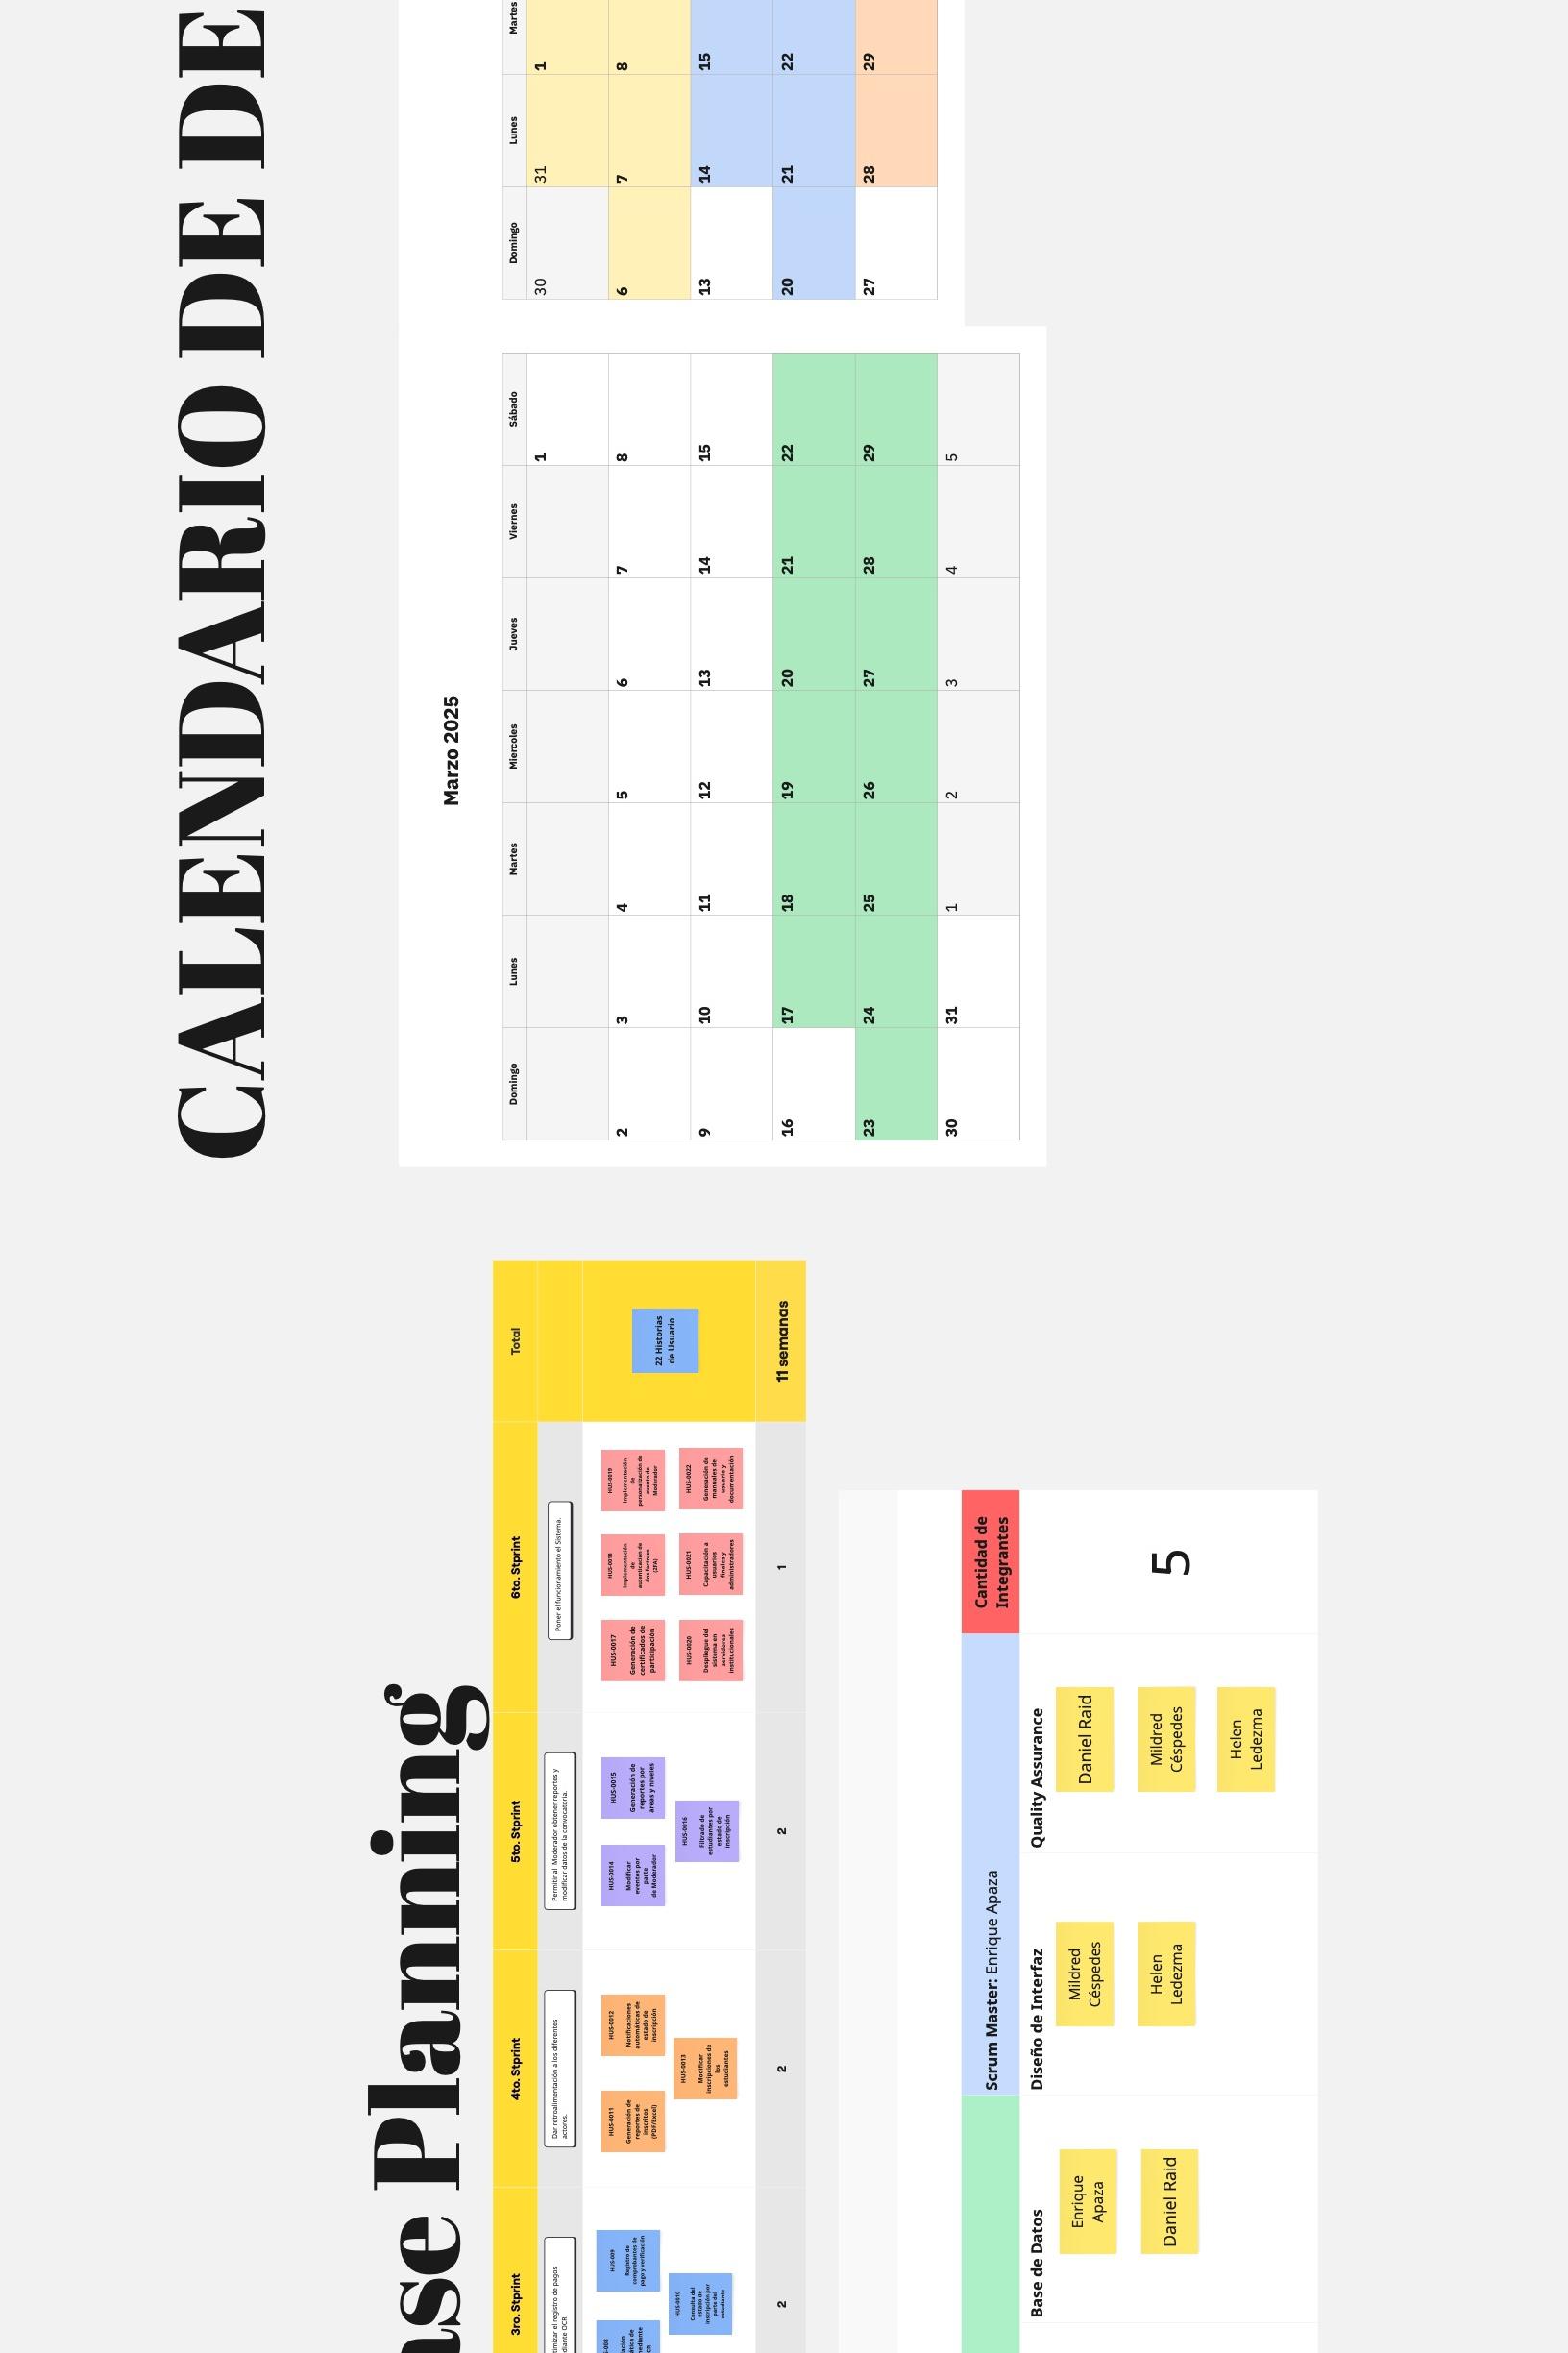 CALENDARIO DE DE
Marzo 2025
Domingo Lunes Martes Miercoles Jueves Viernes Sábado
1
2 3 4 5 6 7 8
9 10 11 12 13 14 15
16 17 18 19 20 21 22
23 24 25 26 27 28 29
30 31 1 2 3 4 5
Domingo Lunes Martes
30 31 1
6 7 8
13 14 15
20 21 22
27 28 29
ase Planning
3ro. Stprint
4to. Stprint
5to. Stprint
6to. Stprint
Total
timizar el registro de pagos
diante OCR.
Dar retroalimentación a los diferentes
actores.
Permitir al Moderador obtener reportes y
modificar datos de la convocatoria.
Poner el funcionamiento el Sistema.
HUS-009
Registro de
comprobantes de
pago y verificación
HUS-0010
Consulta del
estado de
inscripción por
parte del
estudiante
HUS-0011
Generación de
reportes de
inscritos
(PDF/Excel)
HUS-0012
Notificaciones
automáticas de
estado de
inscripción
HUS-0013
Modificar
inscripciones de
los
estudiantes
HUS-0014
Modificar
eventos por
parte
de Moderador
HUS-0015
Generación de
reportes por
áreas y niveles
HUS-0016
Filtrado de
estudiantes por
estado de
inscripción
HUS-0017
Generación de
certificados de
participación
HUS-0018
Implementación
de
autenticación de
dos factores
(2FA)
HUS-0019
Implementación
de
personalización de
evento de
Moderador
HUS-0020
Despliegue del
sistema en
servidores
institucionales
HUS-0021
Capacitación a
usuarios
finales y
administradores
HUS-0022
Generación de
manuales de
usuario y
documentación
22 Historias
de Usuario
2
2
2
1
11 semanas
Scrum Master: Enrique Apaza
Cantidad de
Integrantes
5
Base de Datos
Enrique
Apaza
Daniel Raid
Diseño de Interfaz
Mildred
Céspedes
Helen
Ledezma
Quality Assurance
Daniel Raid
Mildred
Céspedes
Helen
Ledezma